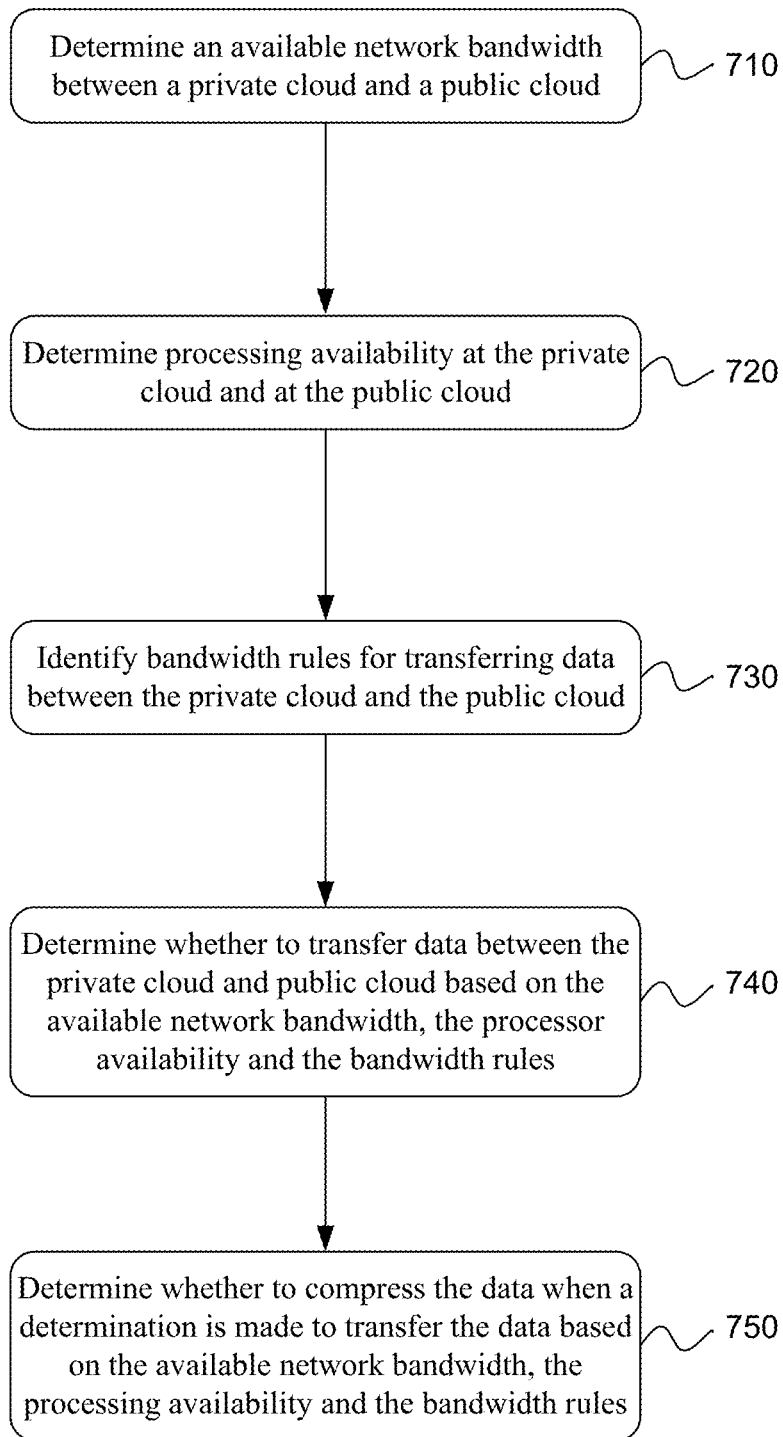 Determine an available network bandwidth
between a private cloud and a public cloud
710
Determine processing availability at the private
cloud and at the public cloud
720
Identify bandwidth rules for transferring data
between the private cloud and the public cloud
730
Determine whether to transfer data between the
private cloud and public cloud based on the
available network bandwidth, the processor
availability and the bandwidth rules
740
Determine whether to compress the data when a
determination is made to transfer the data based
on the available network bandwidth, the
processing availability and the bandwidth rules
750